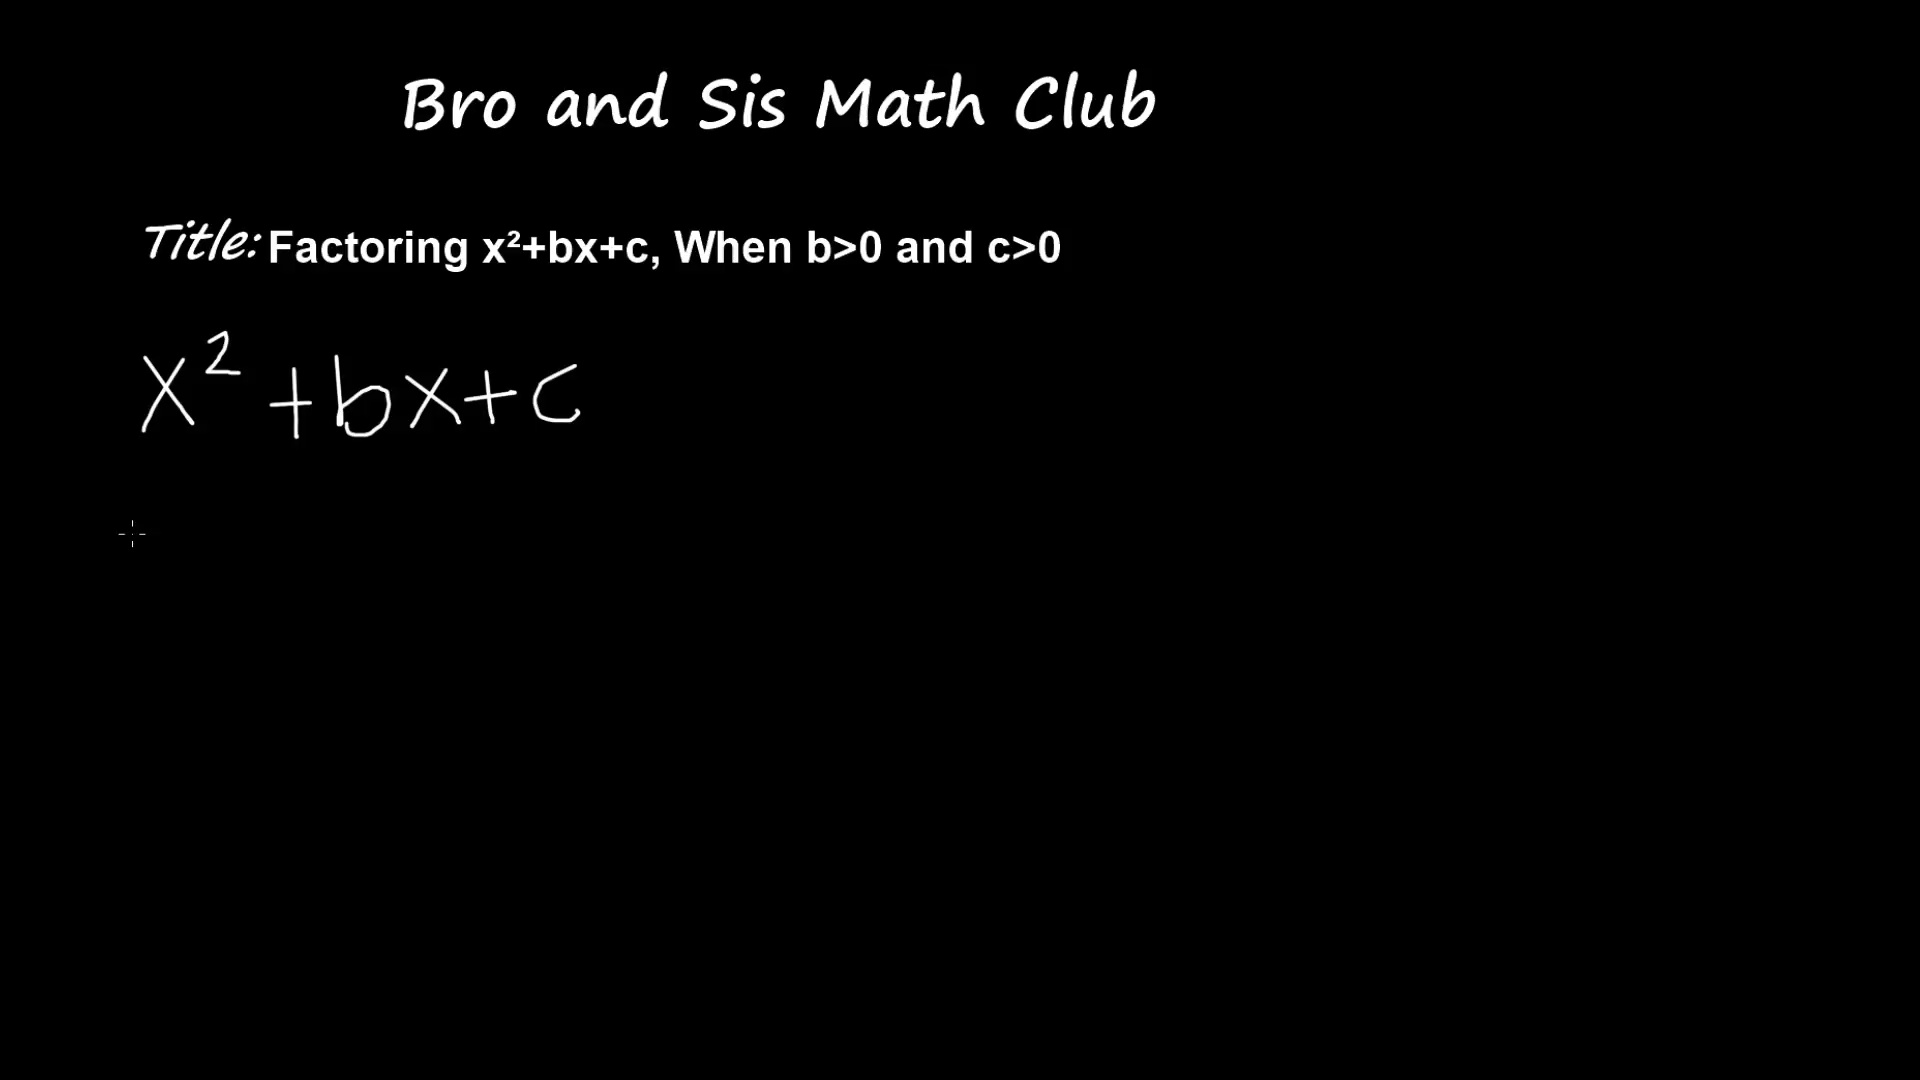 Bro and Sis Math Club
Title: Factoring x²+bx+c, When b>0 and c>0
x²+bx+c